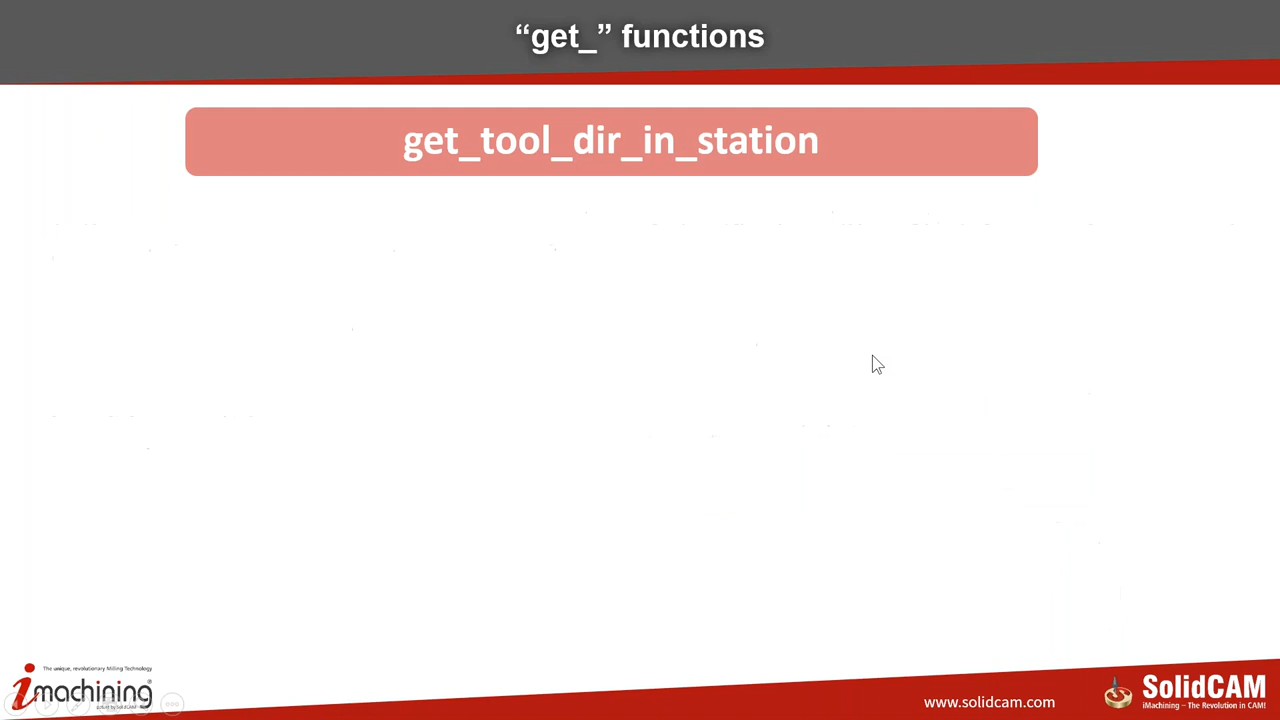 “get_” functions
get_tool_dir_in_station
The unique, revolutionary Milling Technology
imachining®
www.solidcam.com
SolidCAM
iMachining – The Revolution in CAM!